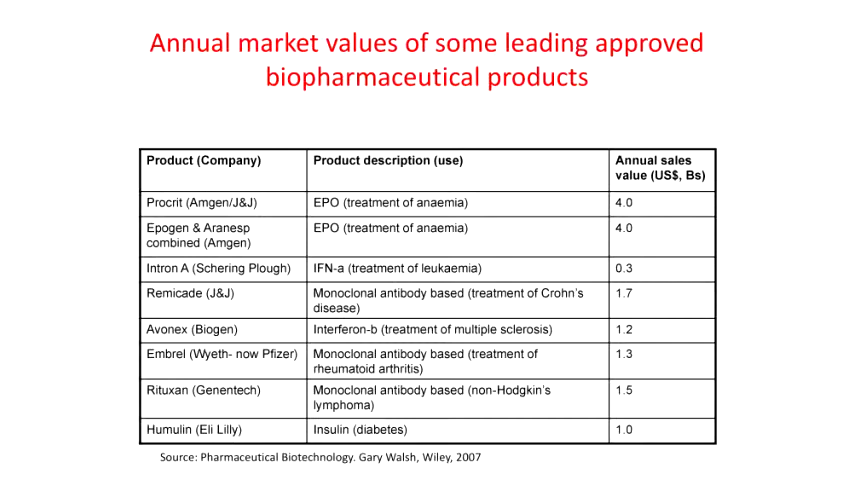 Annual market values of some leading approved
biopharmaceutical products
Product (Company) Product description (use) Annual sales
value (US$, Bs)
Procrit (Amgen/J&J) EPO (treatment of anaemia) 4.0
Epogen & Aranesp
combined (Amgen) EPO (treatment of anaemia) 4.0
Intron A (Schering Plough) IFN-a (treatment of leukaemia) 0.3
Remicade (J&J) Monoclonal antibody based (treatment of Crohn's
disease) 1.7
Avonex (Biogen) Interferon-b (treatment of multiple sclerosis) 1.2
Embrel (Wyeth- now Pfizer) Monoclonal antibody based (treatment of
rheumatoid arthritis) 1.3
Rituxan (Genentech) Monoclonal antibody based (non-Hodgkin's
lymphoma) 1.5
Humulin (Eli Lilly) Insulin (diabetes) 1.0
Source: Pharmaceutical Biotechnology. Gary Walsh, Wiley, 2007